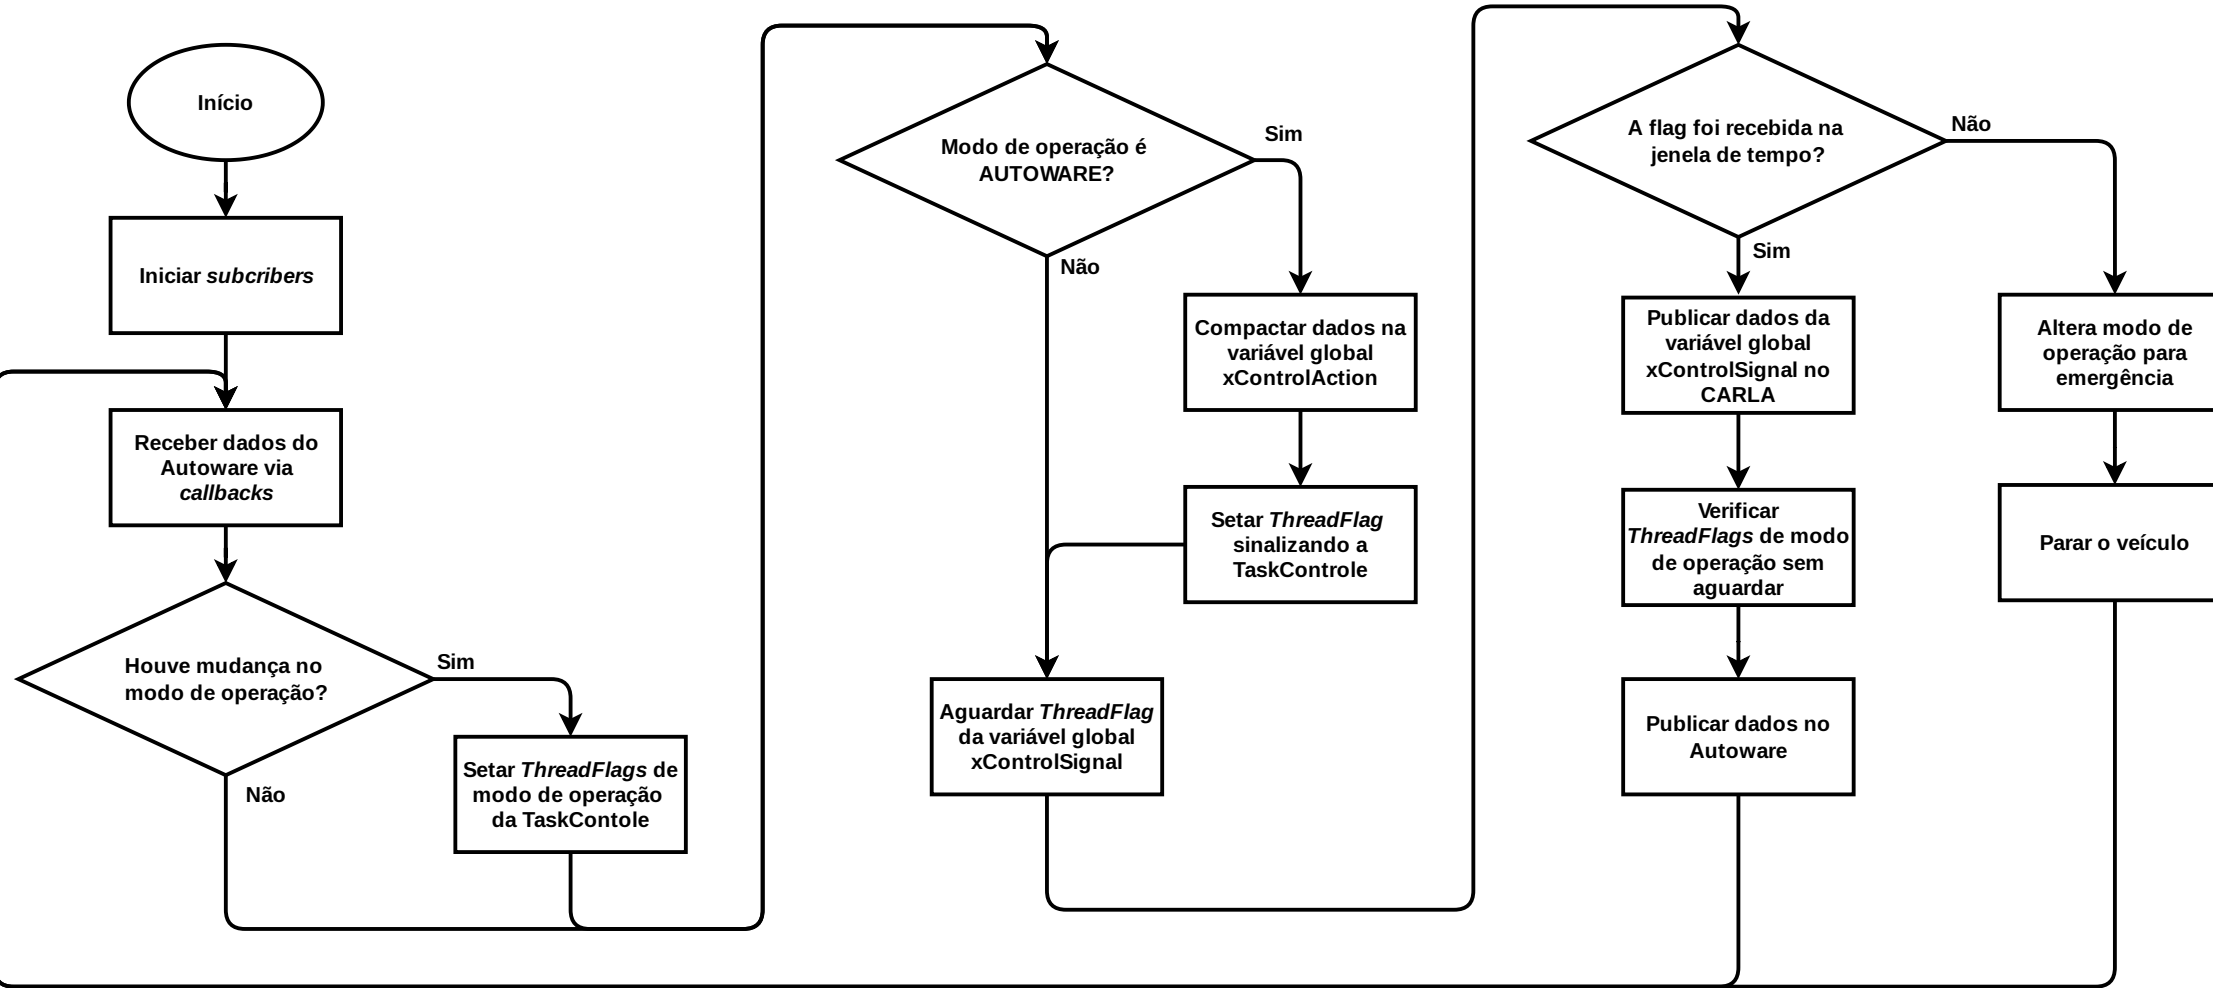 Início
Iniciar subcribers
Receber dados do
Autoware via
callbacks
Houve mudança no
modo de operação?
Sim
Não
Setar ThreadFlags de
modo de operação
da TaskContole
Modo de operação é
AUTOWARE?
Sim
Não
Compactar dados na
variável global
xControlAction
Setar ThreadFlag
sinalizando a
TaskControle
Aguardar ThreadFlag
da variável global
xControlSignal
A flag foi recebida na
jenela de tempo?
Não
Sim
Publicar dados da
variável global
xControlSignal no
CARLA
Verificar
ThreadFlags de modo
de operação sem
aguardar
Publicar dados no
Autoware
Altera modo de
operação para
emergência
Parar o veículo